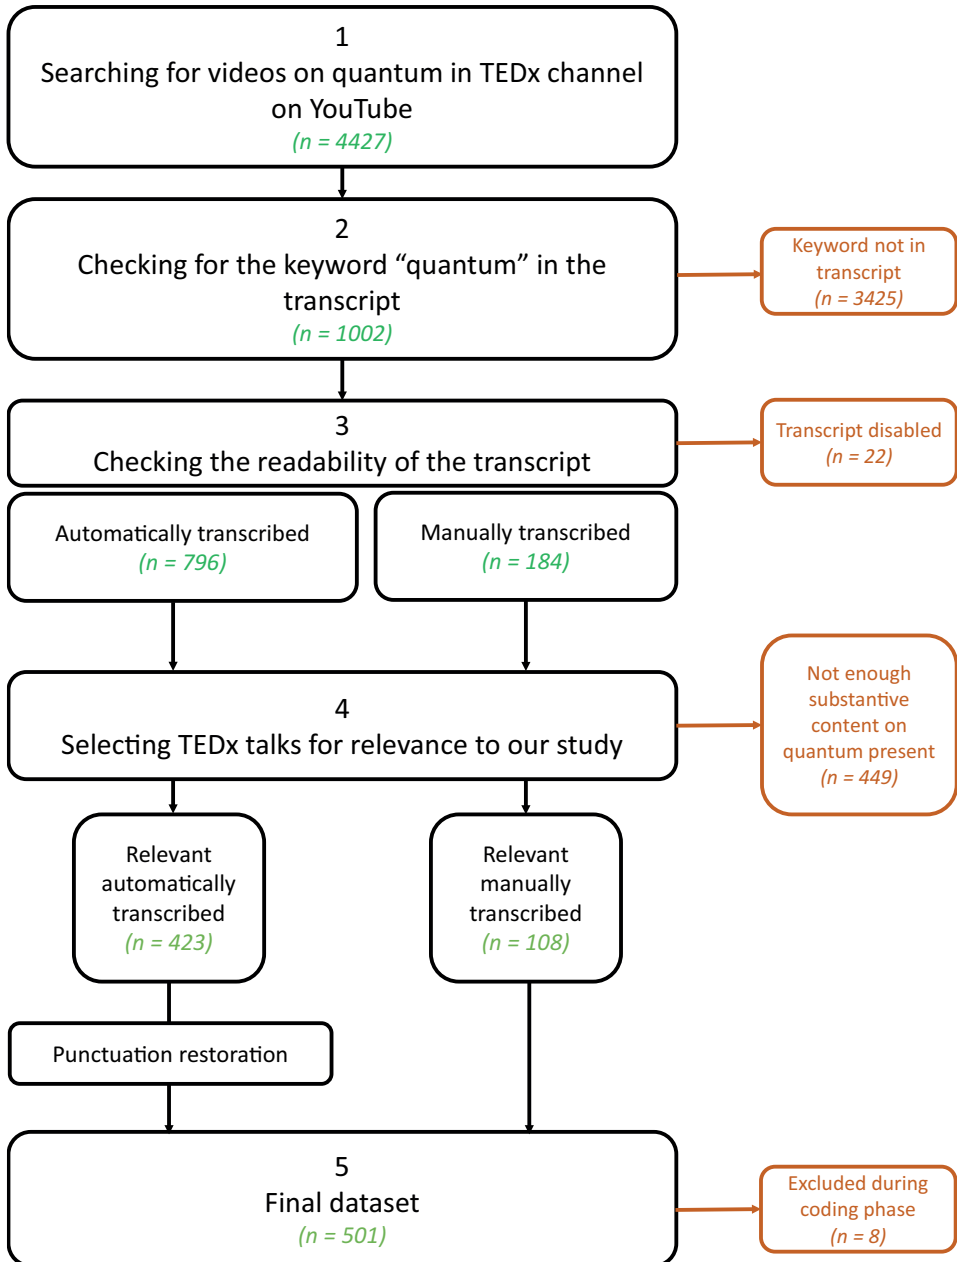 1
Searching for videos on quantum in TEDx channel
on YouTube
(n = 4427)
2
Checking for the keyword “quantum” in the
transcript
(n = 1002)
Keyword not in
transcript
(n = 3425)
3
Checking the readability of the transcript
Transcript disabled
(n = 22)
Automatically transcribed
(n = 796)
Manually transcribed
(n = 184)
4
Selecting TEDx talks for relevance to our study
Not enough
substantive
content on
quantum present
(n = 449)
Relevant
automatically
transcribed
(n = 423)
Relevant
manually
transcribed
(n = 108)
Punctuation restoration
5
Final dataset
(n = 501)
Excluded during
coding phase
(n = 8)